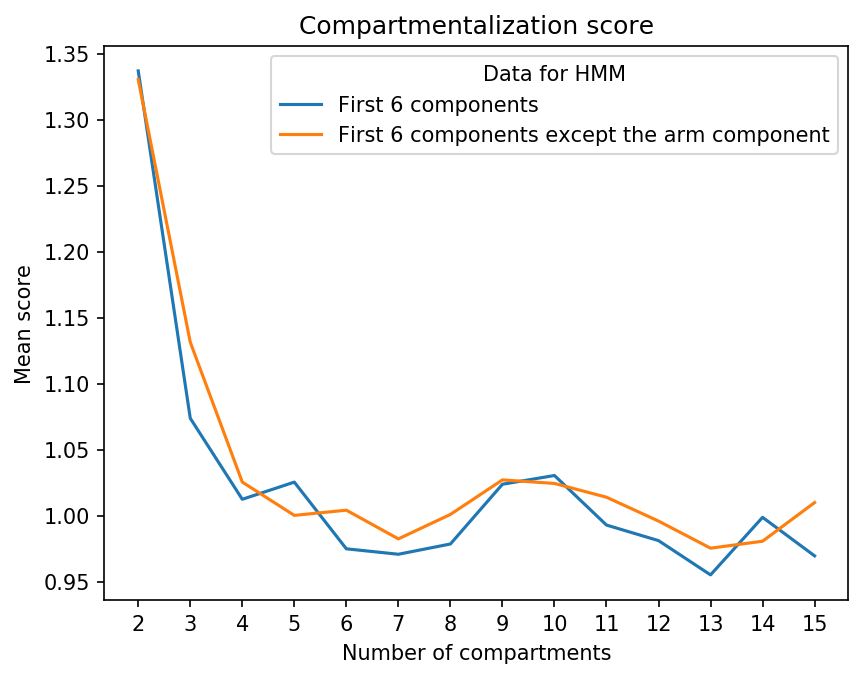 Compartmentalization score
Data for HMM
First 6 components
First 6 components except the arm component
Mean score
1.35
1.30
1.25
1.20
1.15
1.10
1.05
1.00
0.95
2 3 4 5 6 7 8 9 10 11 12 13 14 15
Number of compartments